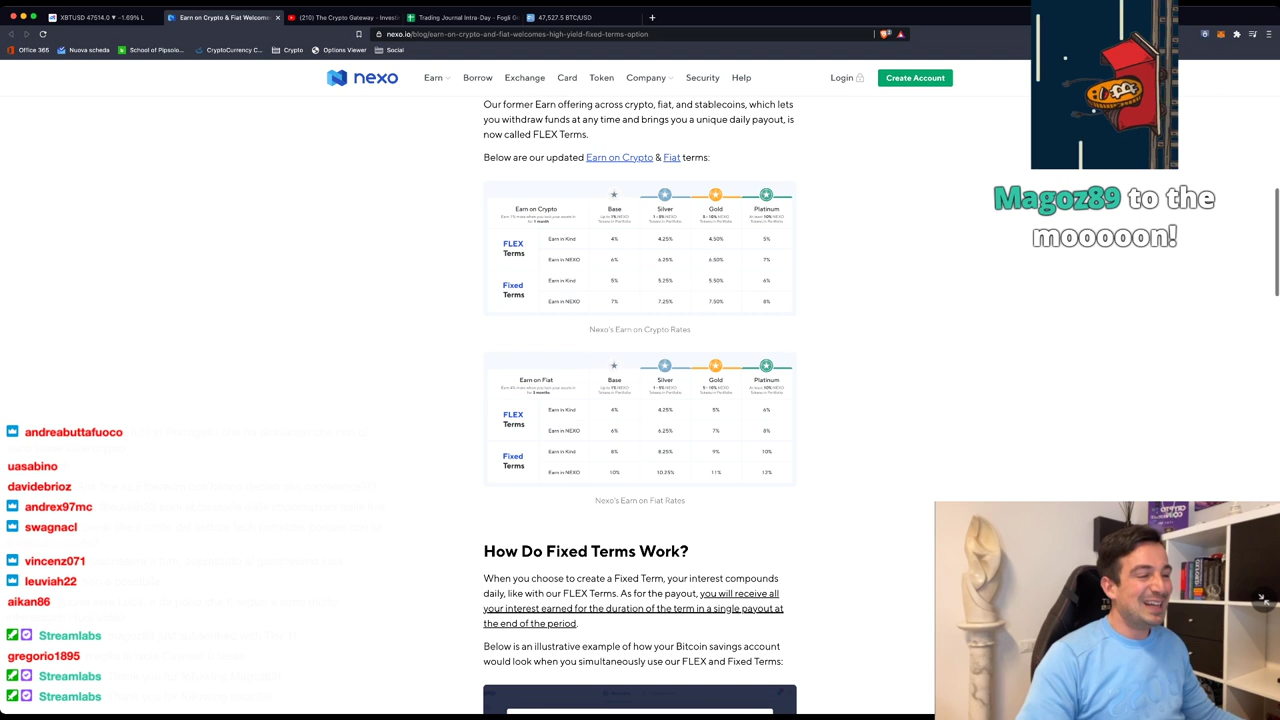 XBTUSD 47514.0 ▼ -1.69% L
Earn on Crypto & Fiat Welcome
(210) The Crypto Gateway - Invest
Trading Journal Intra-Day - Fogli G
47,527.5 BTC/USD
nexo.io/blog/earn-on-crypto-and-fiat-welcomes-high-yield-fixed-terms-option
Office 365
Nuova scheda
School of Pipsolo...
CryptoCurrency C...
Crypto
Options Viewer
Social
nexo
Earn
Borrow
Exchange
Card
Token
Company
Security
Help
Login
Create Account
Our former Earn offering across crypto, fiat, and stablecoins, which lets
you withdraw funds at any time and brings you a unique daily payout, is
now called FLEX Terms.
Below are our updated Earn on Crypto & Fiat terms:
Earn on Crypto
Base
Silver
Gold
Platinum
FLEX
Terms
Earn in Kind 4% 4.25% 4.50% 5%
Earn in NEXO 6% 6.25% 6.50% 7%
Fixed
Terms
Earn in Kind 5% 5.25% 5.50% 6%
Earn in NEXO 7% 7.25% 7.50% 8%
Nexo's Earn on Crypto Rates
Earn on Fiat
Base
Silver
Gold
Platinum
FLEX
Terms
Earn in Kind 4% 4.25% 5% 6%
Earn in NEXO 6% 6.25% 7% 8%
Fixed
Terms
Earn in Kind 8% 8.25% 9% 10%
Earn in NEXO 10% 10.25% 11% 12%
Nexo's Earn on Fiat Rates
How Do Fixed Terms Work?
When you choose to create a Fixed Term, your interest compounds
daily, like with our FLEX Terms. As for the payout, you will receive all
your interest earned for the duration of the term in a single payout at
the end of the period.
Below is an illustrative example of how your Bitcoin savings account
would look when you simultaneously use our FLEX and Fixed Terms:
Magoz89 to the
mooooon!
andreabuttafuoco
uasabino
davidebrioz
andrex97mc
swagnacl
vincenz071
leuviah22
aikan86
Streamlabs
gregorio1895
Streamlabs
Streamlabs